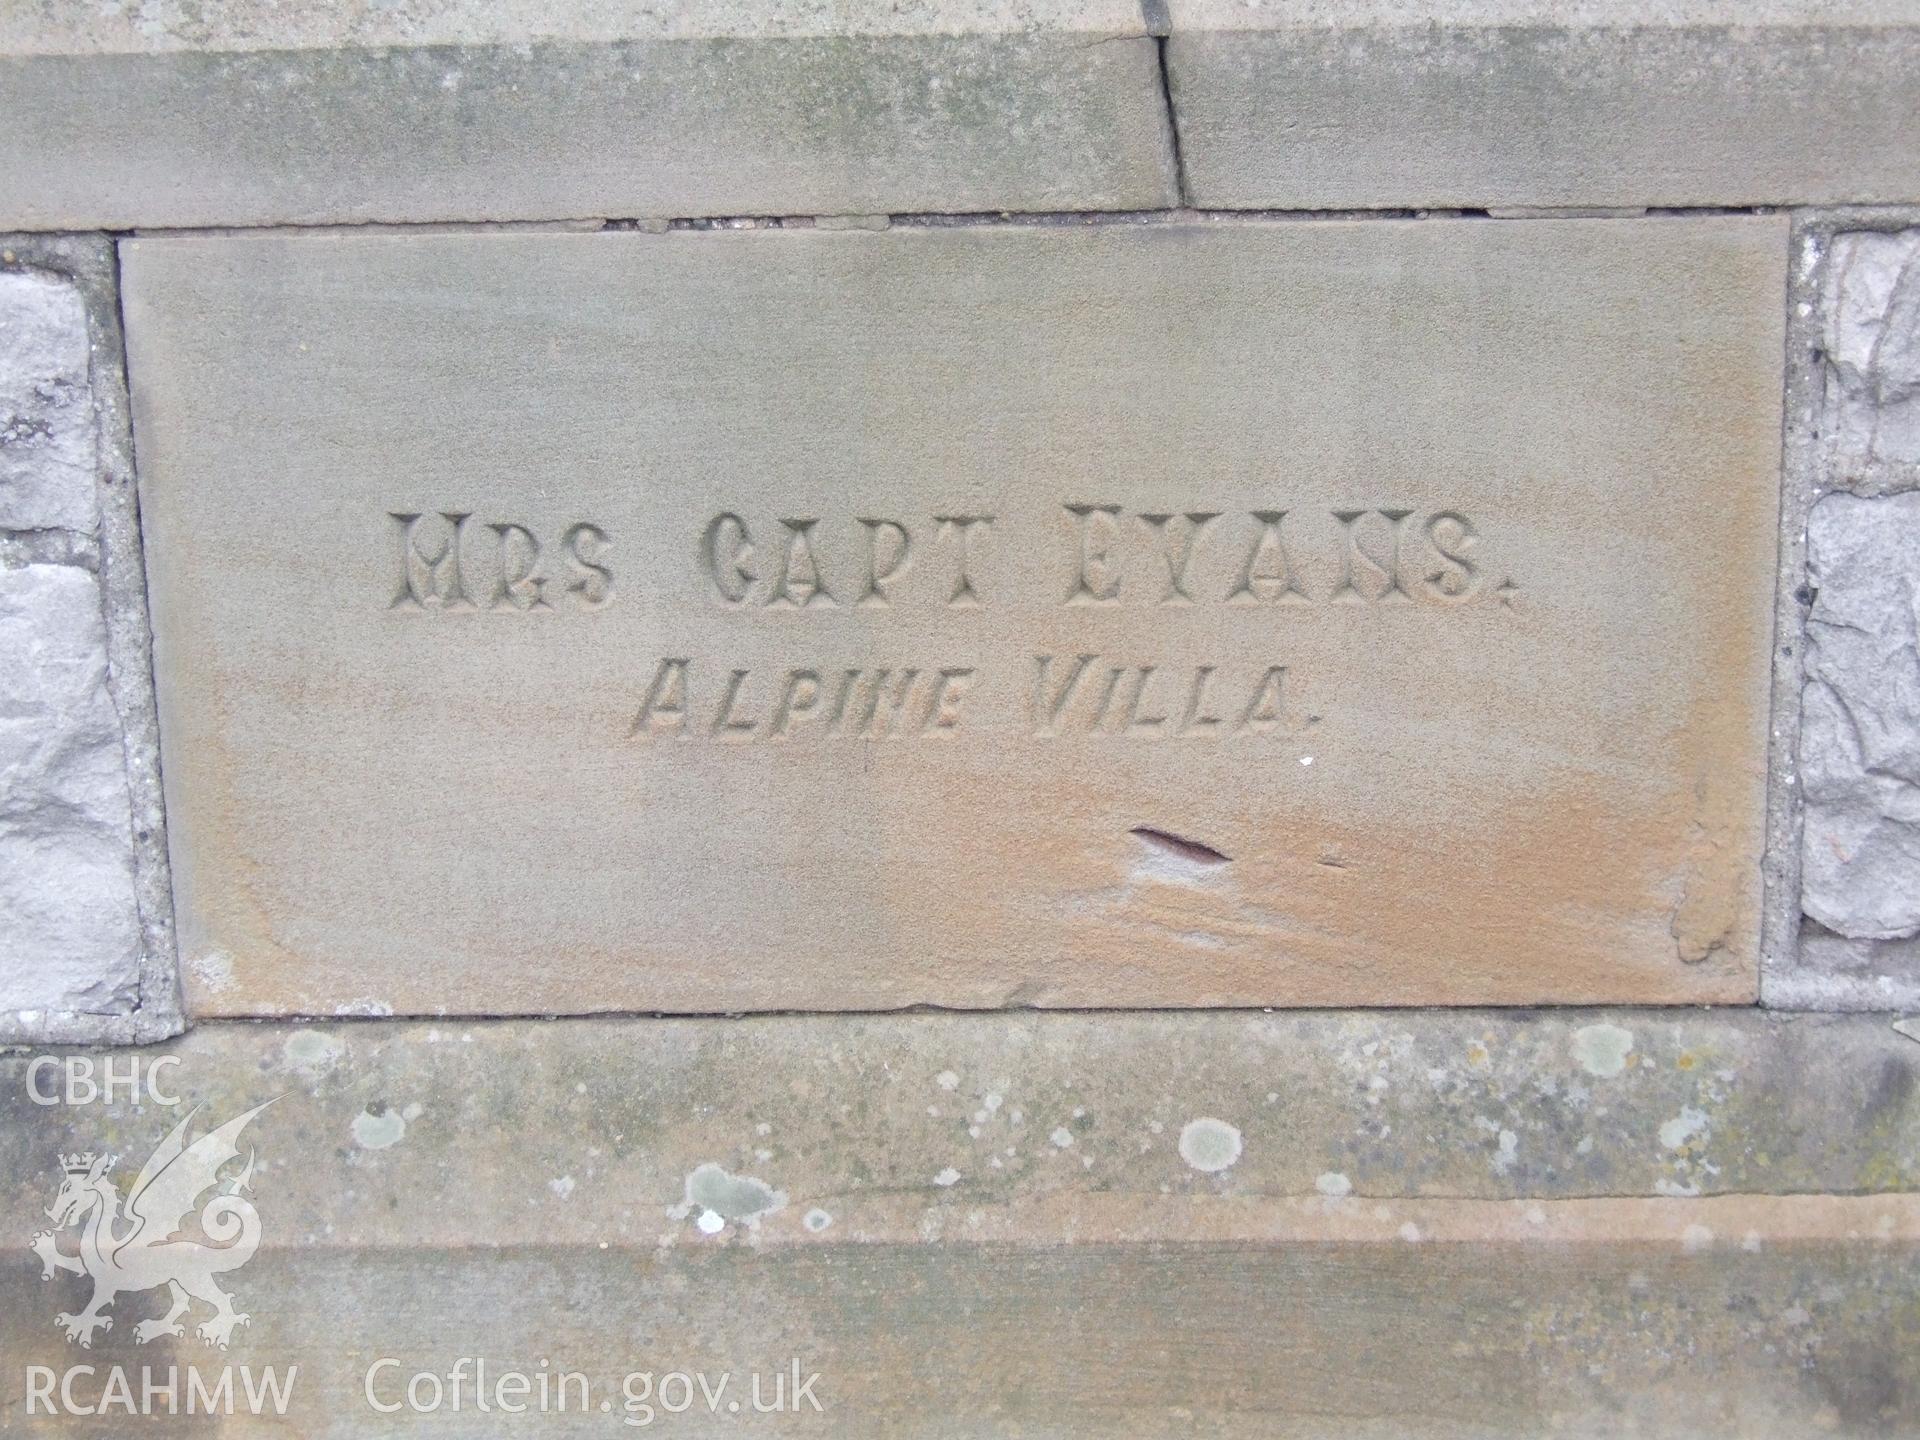 MRS CAPT EVANS.
ALPINE VILLA.
CBHC
RCAHMW Coflein.gov.uk